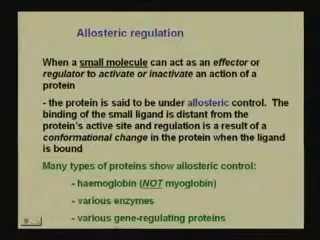 Allosteric regulation
When a small molecule can act as an effector or
regulator to activate or inactivate an action of a
protein
- the protein is said to be under allosteric control. The
binding of the small ligand is distant from the
protein's active site and regulation is a result of a
conformational change in the protein when the ligand
is bound
Many types of proteins show allosteric control:
- haemoglobin (NOT myoglobin)
- various enzymes
- various gene-regulating proteins